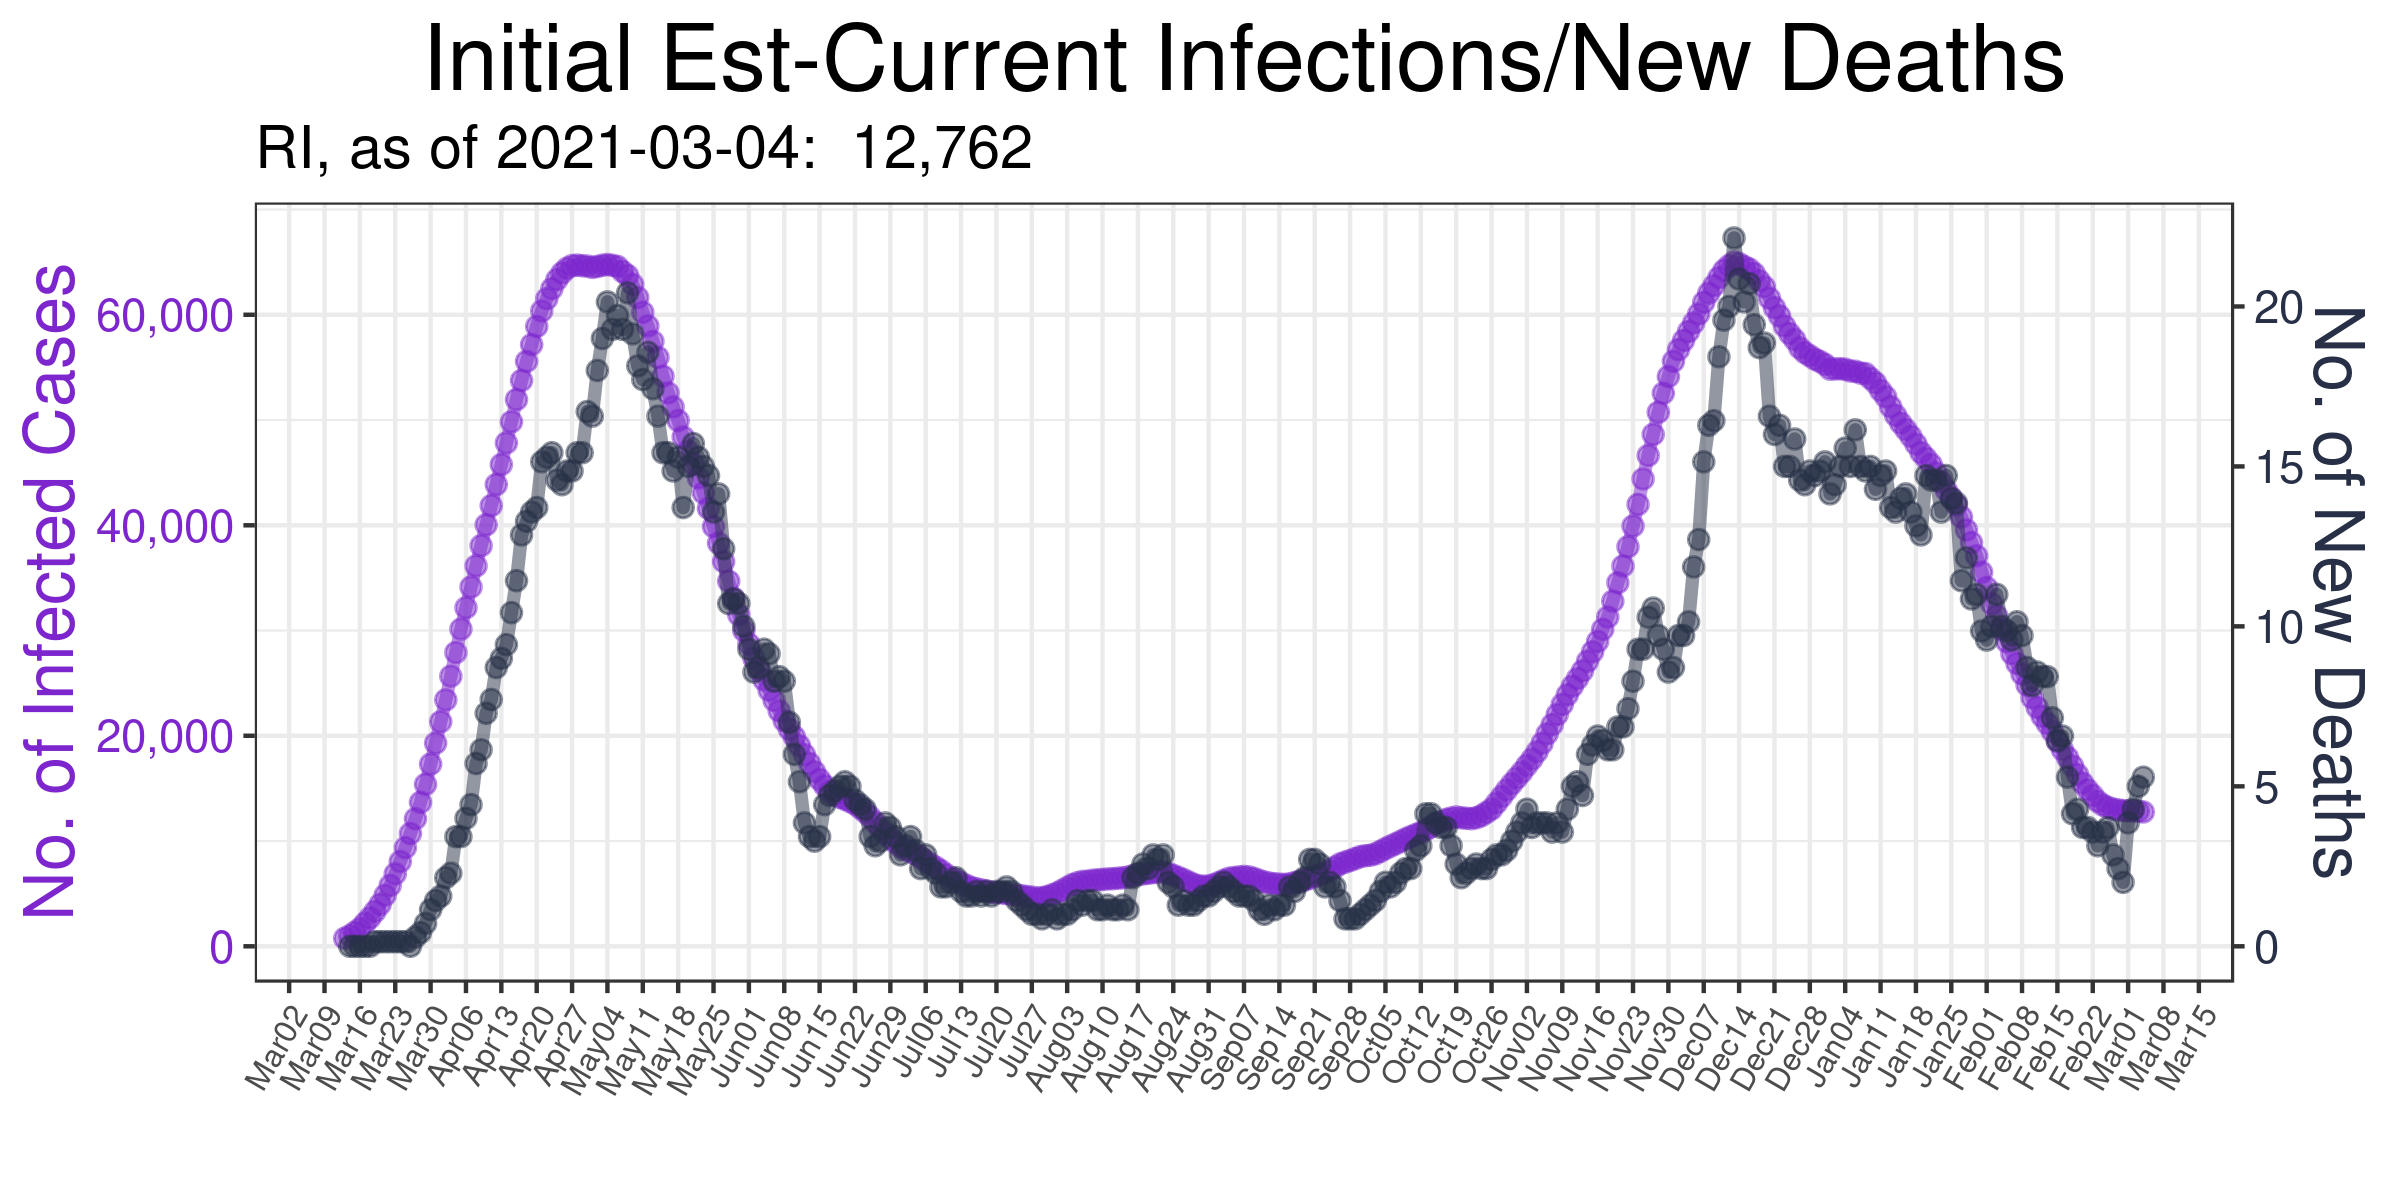 Initial Est-Current Infections/New Deaths
RI, as of 2021-03-04:  12,762
No. of Infected Cases
60,000
40,000
20,000
0
20
15
10
5
0
No. of New Deaths
Mar02
Mar09
Mar16
Mar23
Mar30
Apr06
Apr13
Apr20
Apr27
May04
May11
May18
May25
Jun01
Jun08
Jun15
Jun22
Jun29
Jul06
Jul13
Jul20
Jul27
Aug03
Aug10
Aug17
Aug24
Aug31
Sep07
Sep14
Sep21
Sep28
Oct05
Oct12
Oct19
Oct26
Nov02
Nov09
Nov16
Nov23
Nov30
Dec07
Dec14
Dec21
Dec28
Jan04
Jan11
Jan18
Jan25
Feb01
Feb08
Feb15
Feb22
Mar01
Mar08
Mar15